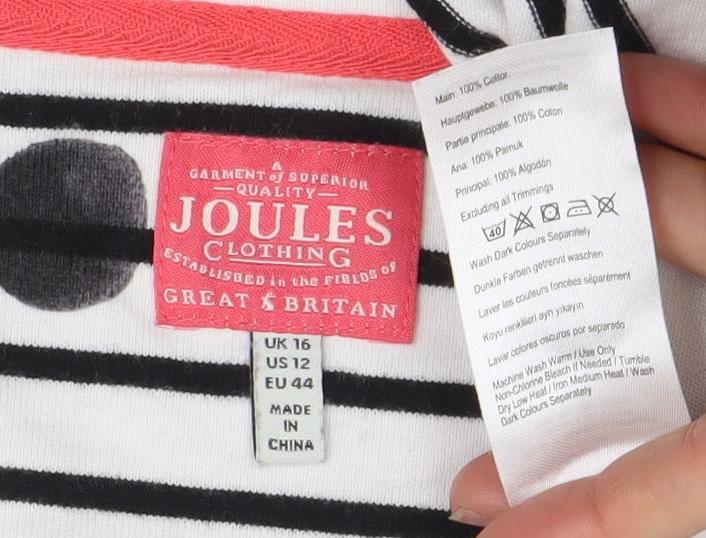 A
GARMENT of SUPERIOR
QUALITY
JOULES
CLOTHING
ESTABLISHED in the FIELDS of
GREAT BRITAIN
UK 16
US 12
EU 44
MADE
IN
CHINA
Main: 100% Cotton
Hauptgewebe: 100% Baumwolle
Partie principale: 100% Coton
Ana: 100% Pamuk
Principal: 100% Algodón
Excluding all Trimmings
40
Wash Dark Colours Separately
Dunkle Farben getrennt waschen
Laver les couleurs foncées séparément
Koyu renklileri ayrı yıkayın
Lavar colores oscuros por separado
Machine Wash Warm / Use Only
Non-Chlorine Bleach If Needed / Tumble
Dry Low Heat / Iron Medium Heat / Wash
Dark Colours Separately